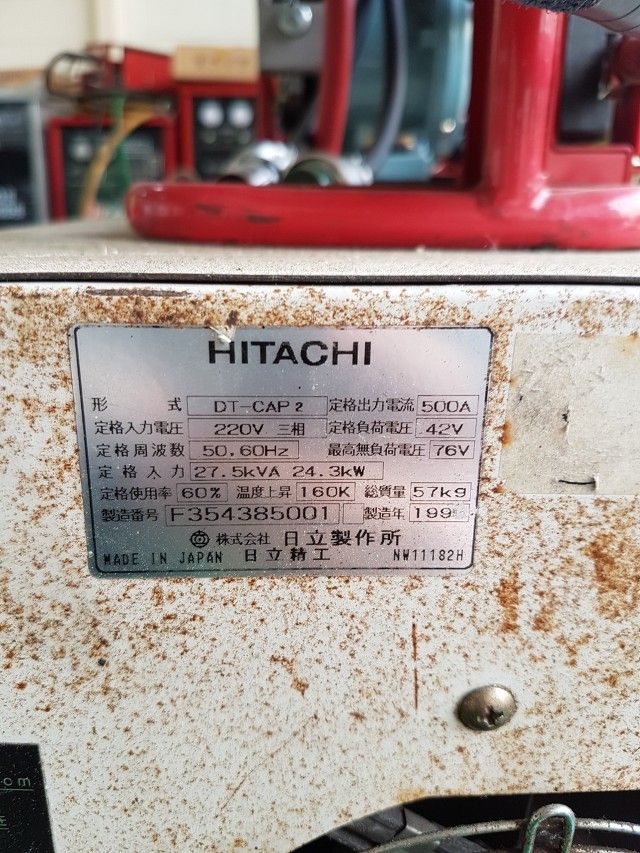 HITACHI
形 式 DT-CAP2 定格出力電流 500A
定格入力電圧 220V 三相 定格負荷電圧 42V
定格周波数 50,60Hz 最高無負荷電圧 76V
定格入力 27.5kVA 24.3kW
定格使用率 60% 温度上昇 160K 総質量 57kg
製造番号 F354385001 製造年 199
株式会社 日立製作所
MADE IN JAPAN 日立精工 NW11182H
om